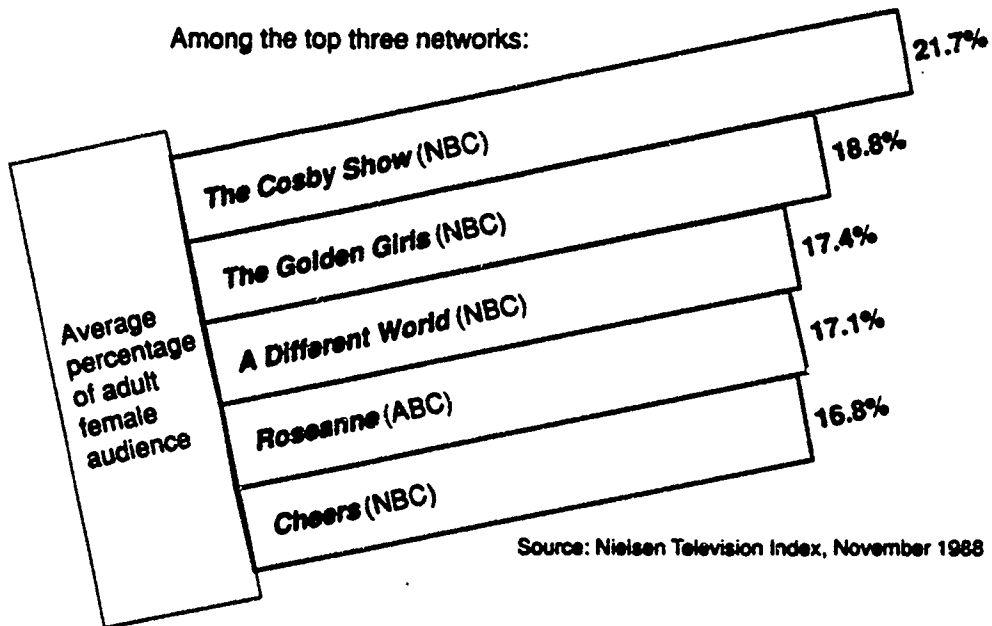 Among the top three networks:
Average
percentage
of adult
female
audience
The Cosby Show (NBC) 21.7%
The Golden Girls (NBC) 18.8%
A Different World (NBC) 17.4%
Roseanne (ABC) 17.1%
Cheers (NBC) 16.8%
Source: Nielsen Television Index, November 1988